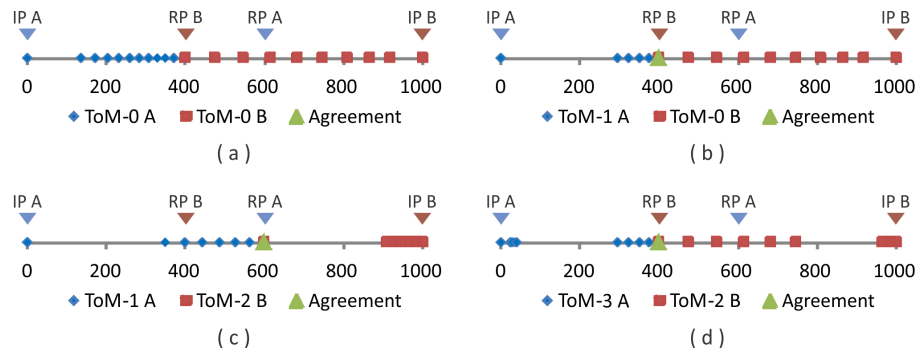 IP A RP B RP A IP B
0 200 400 600 800 1000
ToM-0 A ToM-0 B Agreement
( a )
IP A RP B RP A IP B
0 200 400 600 800 1000
ToM-1 A ToM-0 B Agreement
( b )
IP A RP B RP A IP B
0 200 400 600 800 1000
ToM-1 A ToM-2 B Agreement
( c )
IP A RP B RP A IP B
0 200 400 600 800 1000
ToM-3 A ToM-2 B Agreement
( d )